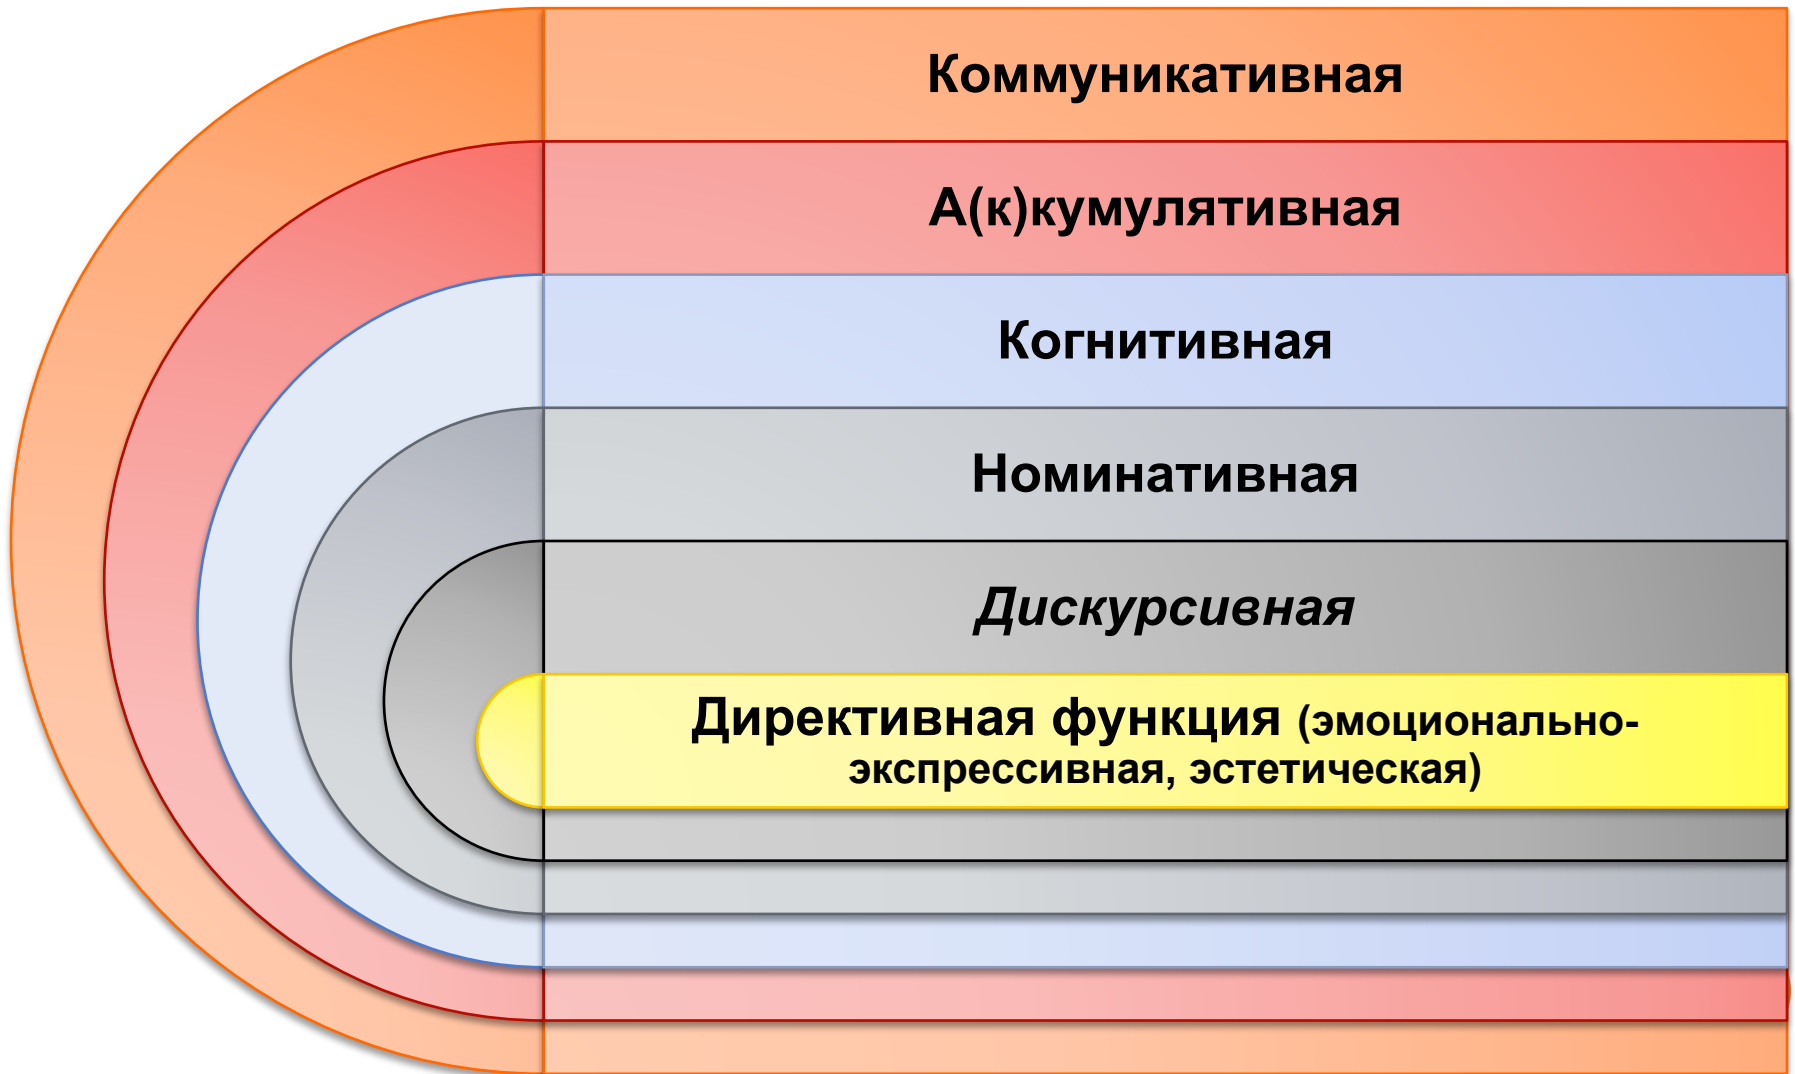 Коммуникативная
А(к)кумулятивная
Когнитивная
Номинативная
Дискурсивная
Директивная функция (эмоционально-
экспрессивная, эстетическая)